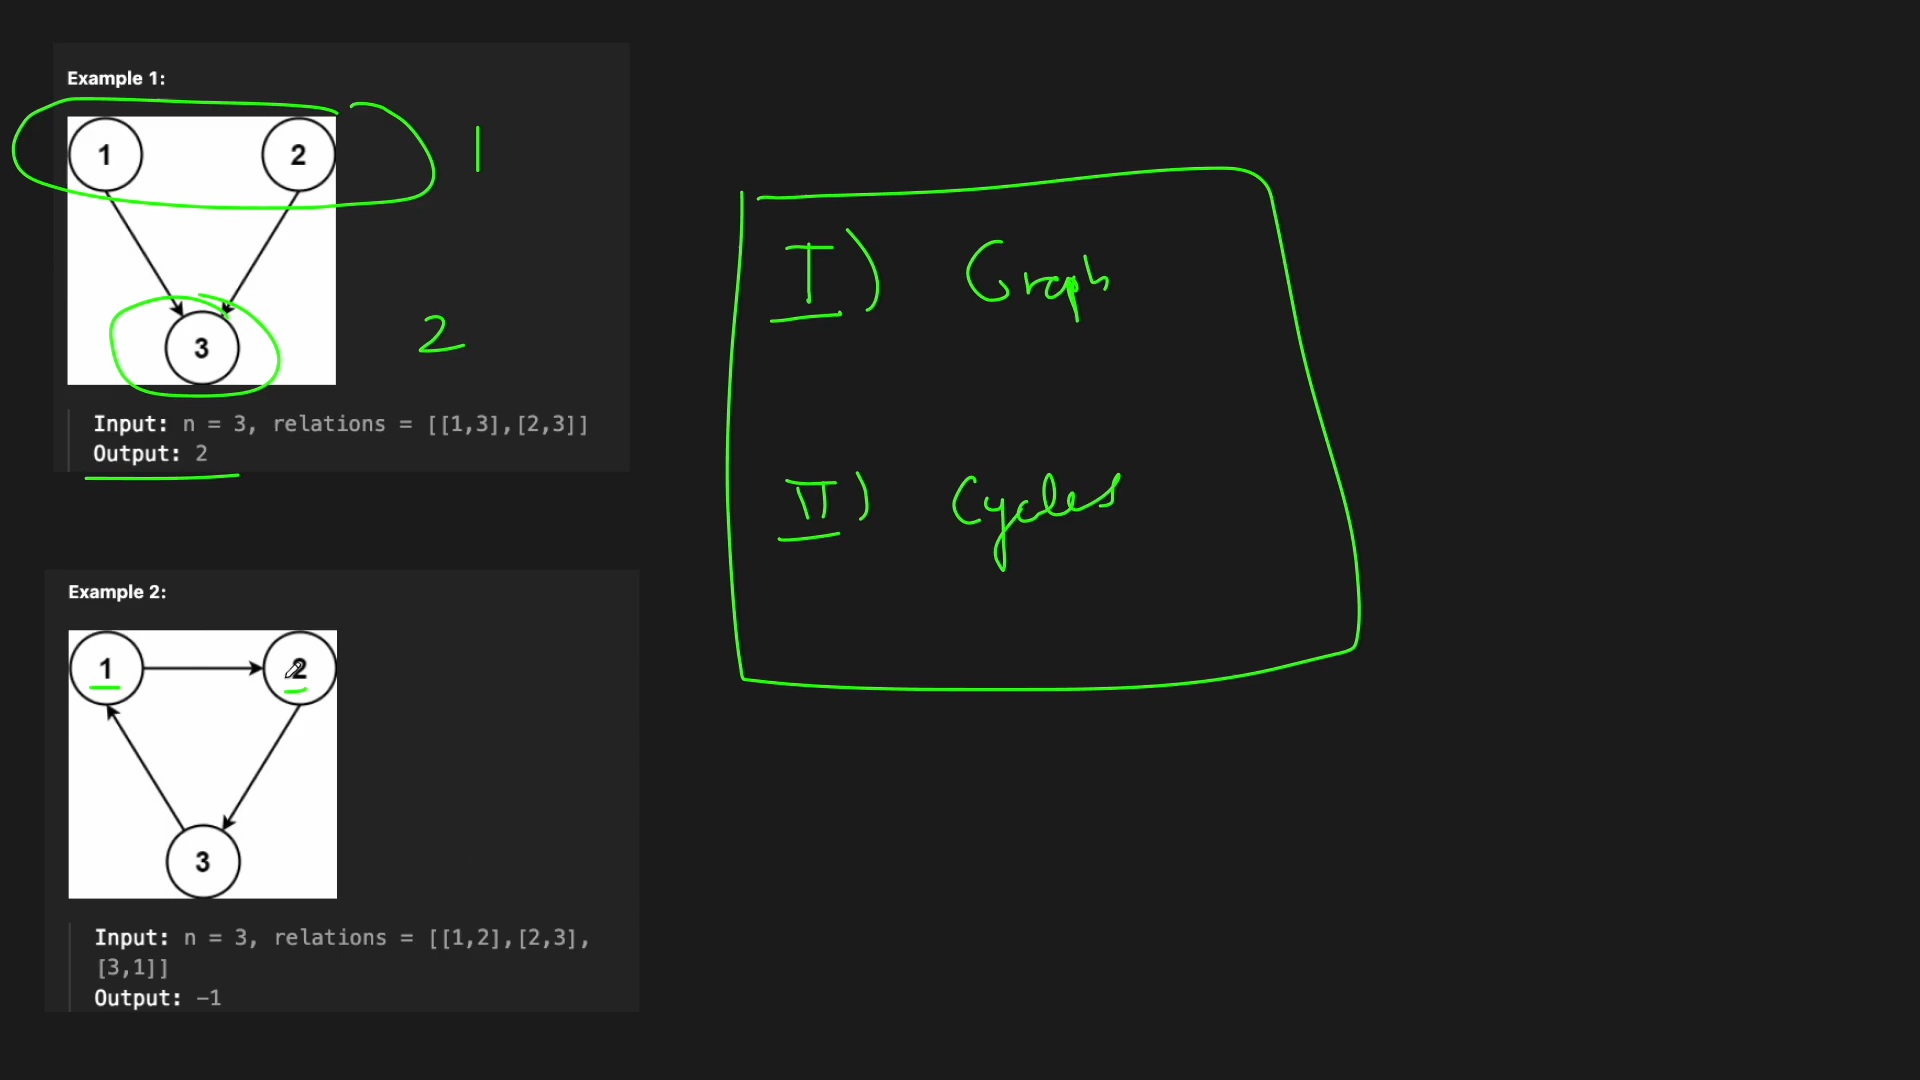 Example 1:
1 2
1
3
2
Input: n = 3, relations = [[1,3],[2,3]]
Output: 2
I) Graph
II) Cycles
Example 2:
1 2
3
Input: n = 3, relations = [[1,2],[2,3],
[3,1]]
Output: -1